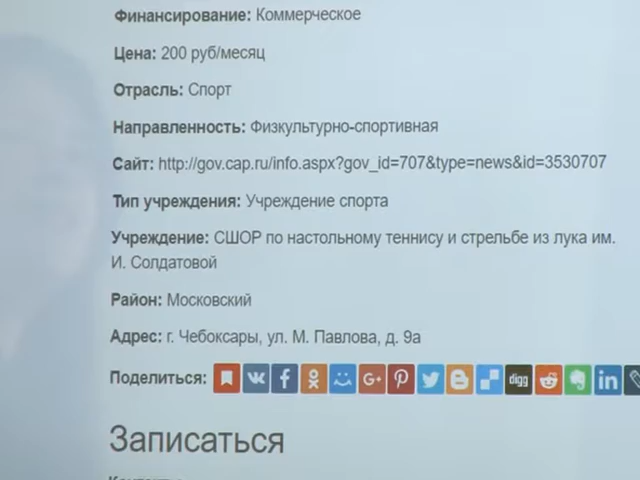 Финансирование: Коммерческое
Цена: 200 руб/месяц
Отрасль: Спорт
Направленность: Физкультурно-спортивная
Сайт: http://gov.cap.ru/info.aspx?gov_id=707&type=news&id=3530707
Тип учреждения: Учреждение спорта
Учреждение: СШОР по настольному теннису и стрельбе из лука им.
И. Солдатовой
Район: Московский
Адрес: г. Чебоксары, ул. М. Павлова, д. 9а
Поделиться: digg in
Записаться